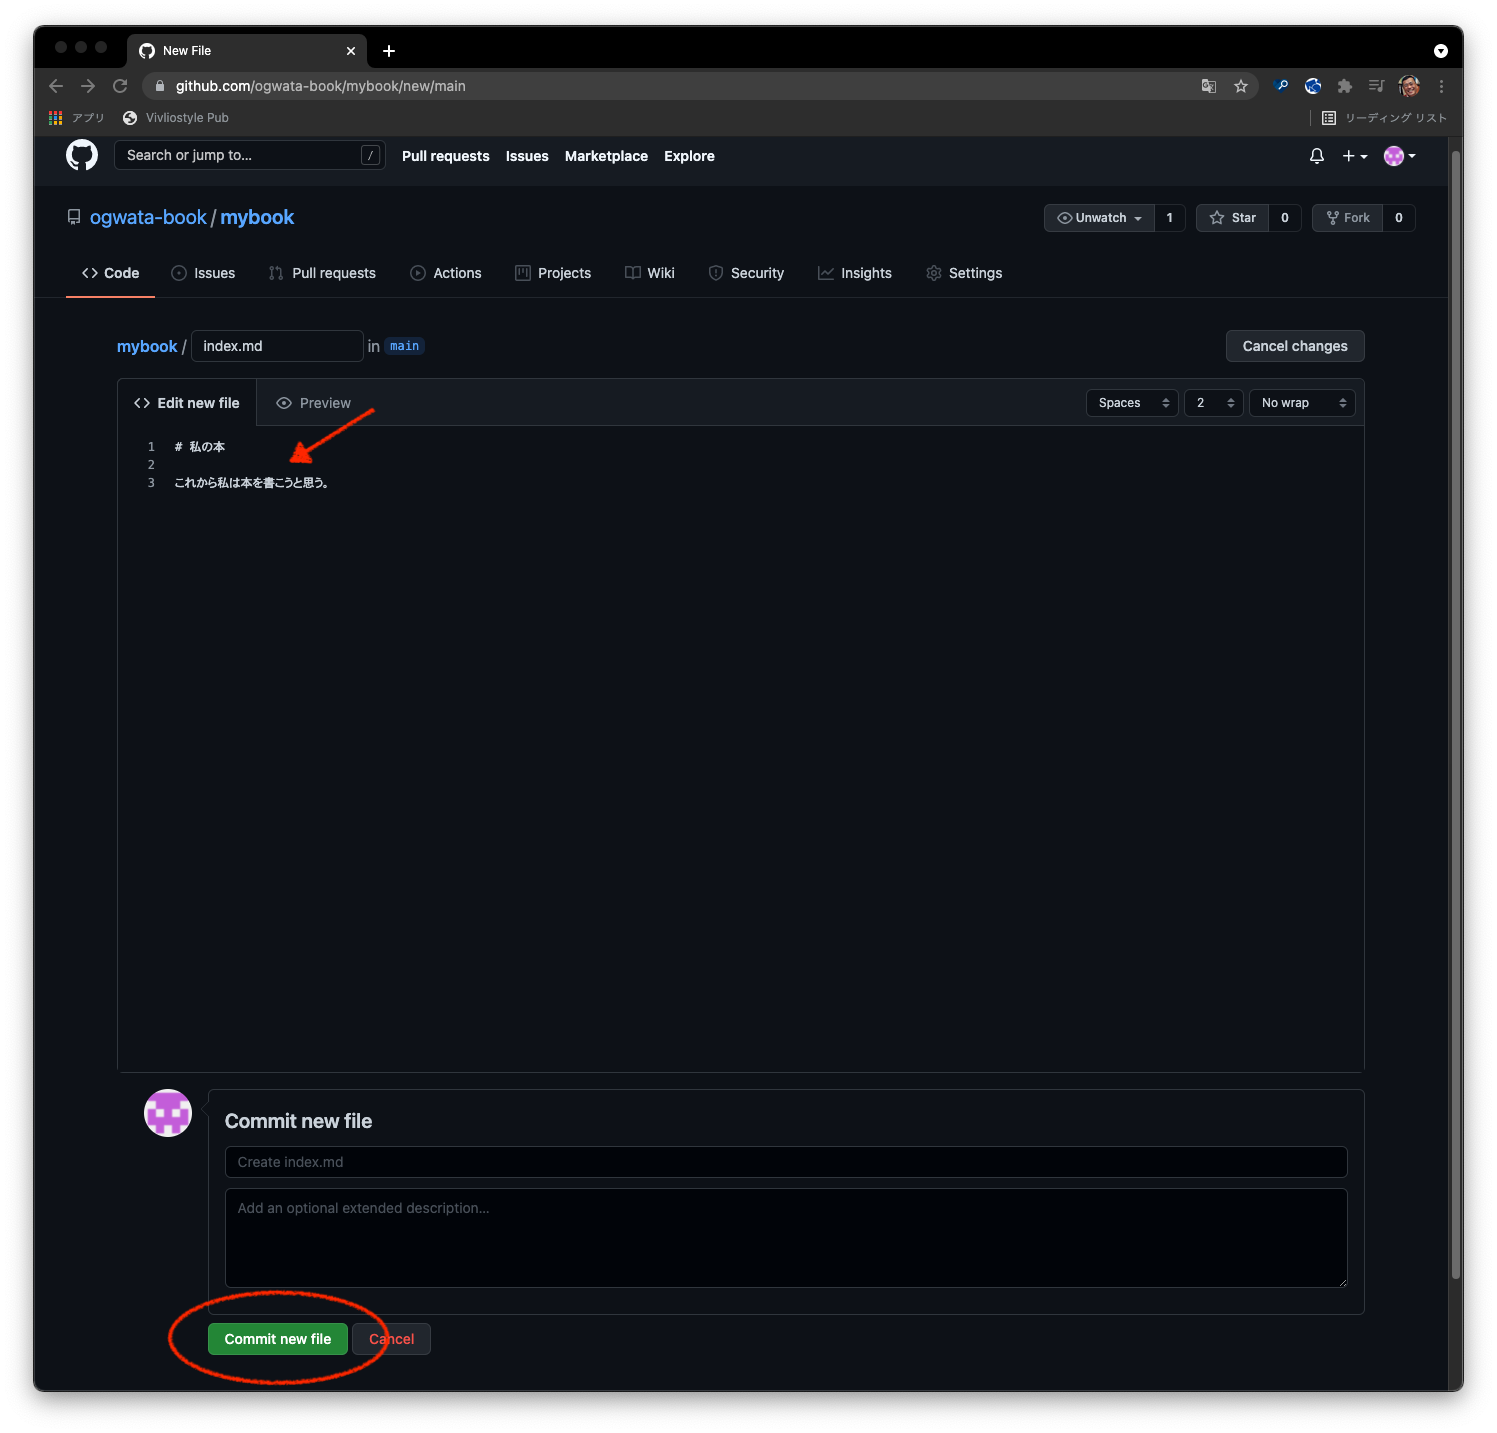 New File
github.com/ogwata-book/mybook/new/main
アプリ Vivliostyle Pub リーディング リスト
Search or jump to... / Pull requests Issues Marketplace Explore
ogwata-book / mybook Unwatch 1 Star 0 Fork 0
Code Issues Pull requests Actions Projects Wiki Security Insights Settings
mybook / index.md in main Cancel changes
Edit new file Preview Spaces 2 No wrap
1 # 私の本
2
3 これから私は本を書こうと思う。
Commit new file
Create index.md
Add an optional extended description...
Commit new file Cancel